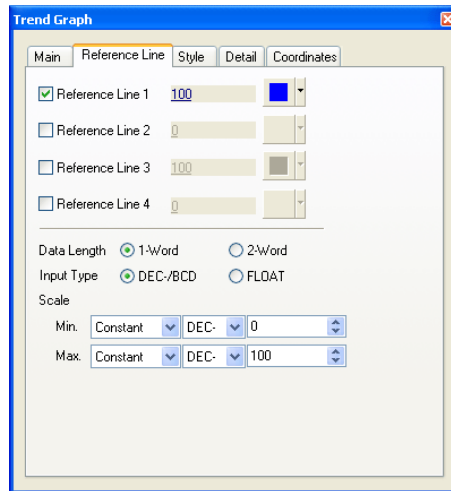 Trend Graph
Main Reference Line Style Detail Coordinates
Reference Line 1 100
Reference Line 2 0
Reference Line 3 100
Reference Line 4 0
Data Length 1-Word 2-Word
Input Type DEC-/BCD FLOAT
Scale
Min. Constant DEC- 0
Max. Constant DEC- 100